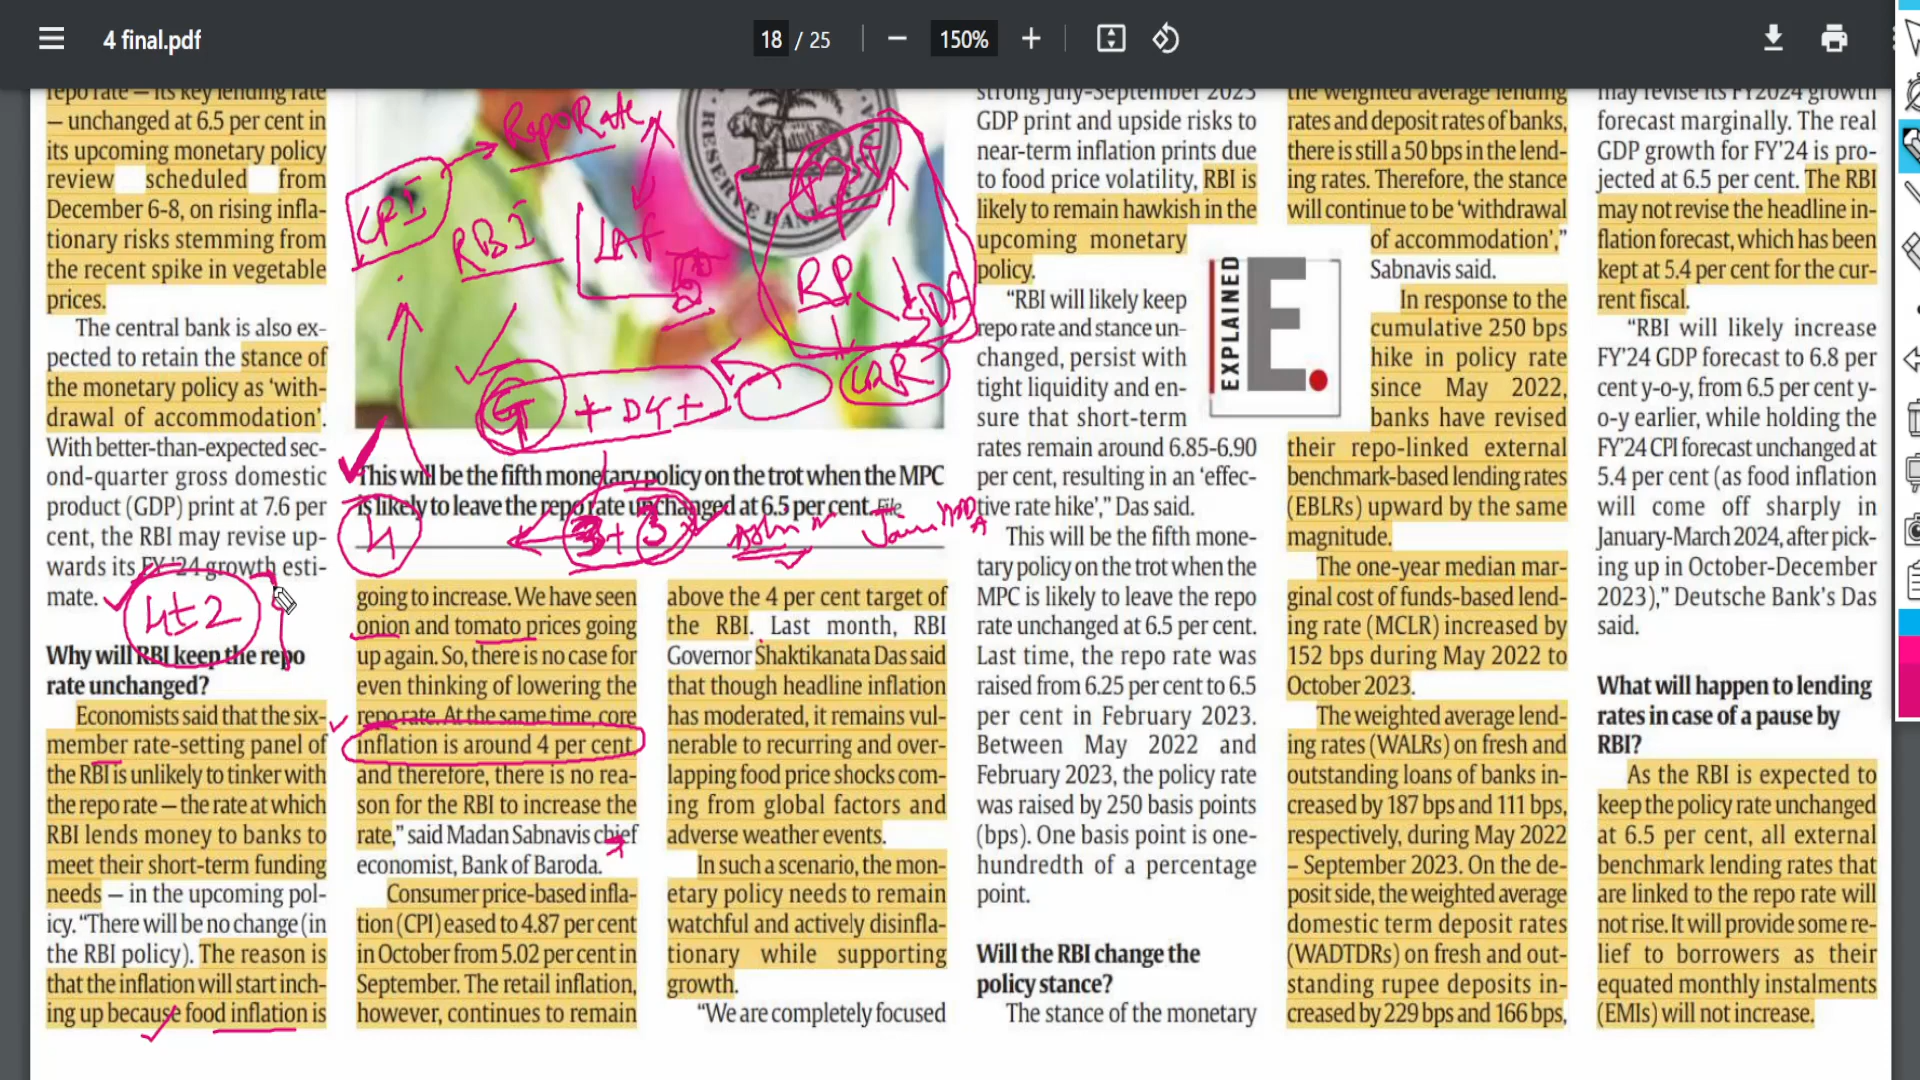 4 final.pdf
18 / 25
150%
repo rate — its key lending rate
— unchanged at 6.5 per cent in
its upcoming monetary policy
review scheduled from
December 6-8, on rising infla-
tionary risks stemming from
the recent spike in vegetable
prices.
The central bank is also ex-
pected to retain the stance of
the monetary policy as ‘with-
drawal of accommodation’.
With better-than-expected sec-
ond-quarter gross domestic
product (GDP) print at 7.6 per
cent, the RBI may revise up-
wards its FY’24 growth esti-
mate.
4±2
Why will RBI keep the repo
rate unchanged?
Economists said that the six-
member rate-setting panel of
the RBI is unlikely to tinker with
the repo rate — the rate at which
RBI lends money to banks to
meet their short-term funding
needs — in the upcoming pol-
icy. “There will be no change (in
the RBI policy). The reason is
that the inflation will start inch-
ing up because food inflation is
Repo Rate
CPI
RBI
LAF
RP
CRR
RESERVE BANK OF
G + DY +
This will be the fifth monetary policy on the trot when the MPC
is likely to leave the repo rate unchanged at 6.5 per cent. File
4
3+3
going to increase. We have seen
onion and tomato prices going
up again. So, there is no case for
even thinking of lowering the
repo rate. At the same time, core
inflation is around 4 per cent
and therefore, there is no rea-
son for the RBI to increase the
rate,” said Madan Sabnavis chief
economist, Bank of Baroda.
Consumer price-based infla-
tion (CPI) eased to 4.87 per cent
in October from 5.02 per cent in
September. The retail inflation,
however, continues to remain
above the 4 per cent target of
the RBI. Last month, RBI
Governor Shaktikanata Das said
that though headline inflation
has moderated, it remains vul-
nerable to recurring and over-
lapping food price shocks com-
ing from global factors and
adverse weather events.
In such a scenario, the mon-
etary policy needs to remain
watchful and actively disinfla-
tionary while supporting
growth.
“We are completely focused
strong July-September 2023
GDP print and upside risks to
near-term inflation prints due
to food price volatility, RBI is
likely to remain hawkish in the
upcoming monetary
policy.
“RBI will likely keep
repo rate and stance un-
changed, persist with
tight liquidity and en-
sure that short-term
rates remain around 6.85-6.90
per cent, resulting in an ‘effec-
tive rate hike’,” Das said.
This will be the fifth mone-
tary policy on the trot when the
MPC is likely to leave the repo
rate unchanged at 6.5 per cent.
Last time, the repo rate was
raised from 6.25 per cent to 6.5
per cent in February 2023.
Between May 2022 and
February 2023, the policy rate
was raised by 250 basis points
(bps). One basis point is one-
hundredth of a percentage
point.
Will the RBI change the
policy stance?
The stance of the monetary
EXPLAINED
E.
the weighted average lending
rates and deposit rates of banks,
there is still a 50 bps in the lend-
ing rates. Therefore, the stance
will continue to be ‘withdrawal
of accommodation’,”
Sabnavis said.
In response to the
cumulative 250 bps
hike in policy rate
since May 2022,
banks have revised
their repo-linked external
benchmark-based lending rates
(EBLRs) upward by the same
magnitude.
The one-year median mar-
ginal cost of funds-based lend-
ing rate (MCLR) increased by
152 bps during May 2022 to
October 2023.
The weighted average lend-
ing rates (WALRs) on fresh and
outstanding loans of banks in-
creased by 187 bps and 111 bps,
respectively, during May 2022
– September 2023. On the de-
posit side, the weighted average
domestic term deposit rates
(WADTDRs) on fresh and out-
standing rupee deposits in-
creased by 229 bps and 166 bps,
may revise its FY2024 growth
forecast marginally. The real
GDP growth for FY’24 is pro-
jected at 6.5 per cent. The RBI
may not revise the headline in-
flation forecast, which has been
kept at 5.4 per cent for the cur-
rent fiscal.
“RBI will likely increase
FY’24 GDP forecast to 6.8 per
cent y-o-y, from 6.5 per cent y-
o-y earlier, while holding the
FY’24 CPI forecast unchanged at
5.4 per cent (as food inflation
will come off sharply in
January-March 2024, after pick-
ing up in October-December
2023),” Deutsche Bank’s Das
said.
What will happen to lending
rates in case of a pause by
RBI?
As the RBI is expected to
keep the policy rate unchanged
at 6.5 per cent, all external
benchmark lending rates that
are linked to the repo rate will
not rise. It will provide some re-
lief to borrowers as their
equated monthly instalments
(EMIs) will not increase.